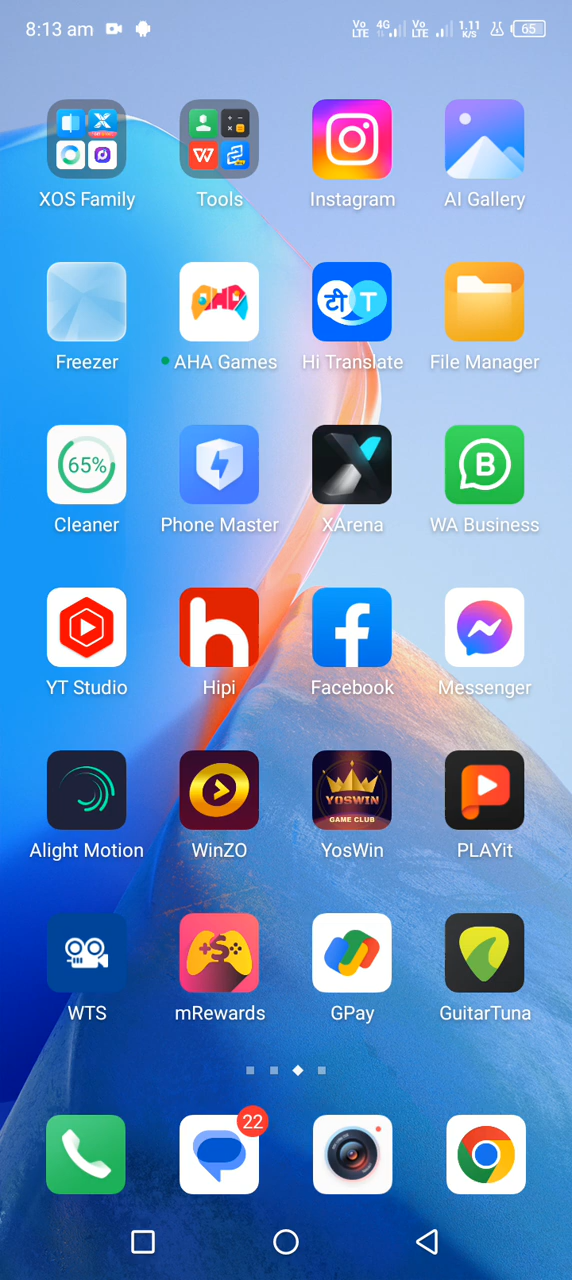 8:13 am
Vo LTE 4G Vo LTE 1.11 K/S 65
XOS Family Tools Instagram AI Gallery
टी T
Freezer AHA Games Hi Translate File Manager
65%
Cleaner Phone Master XArena WA Business
YT Studio Hipi Facebook Messenger
YOSWIN
GAME CLUB
Alight Motion WinZO YosWin PLAYit
WTS mRewards GPay GuitarTuna
22